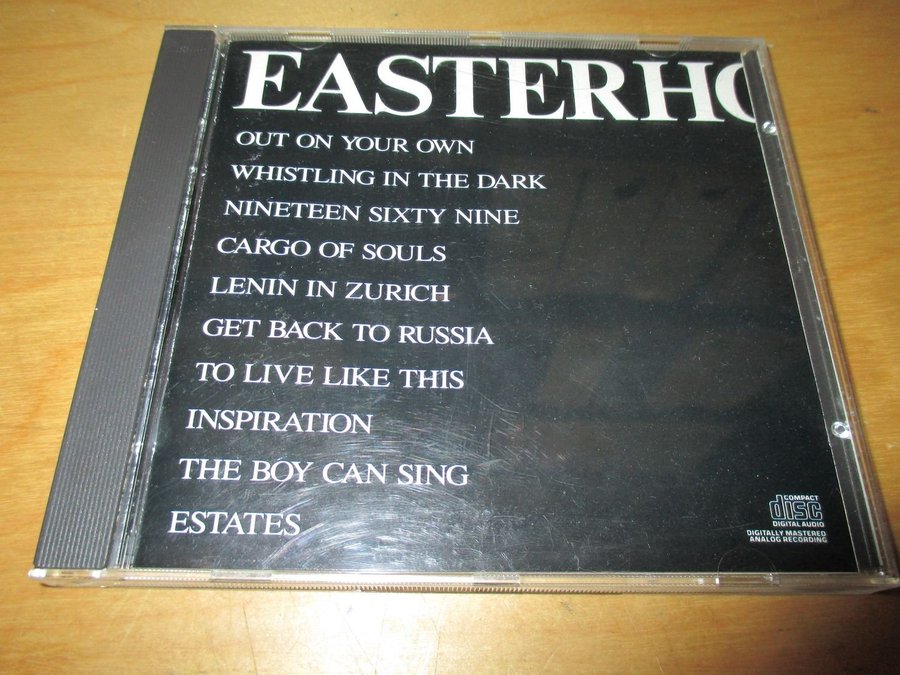 EASTERHO
OUT ON YOUR OWN
WHISTLING IN THE DARK
NINETEEN SIXTY NINE
CARGO OF SOULS
LENIN IN ZURICH
GET BACK TO RUSSIA
TO LIVE LIKE THIS
INSPIRATION
THE BOY CAN SING
ESTATES
COMPACT
disc
DIGITAL AUDIO
DIGITALLY MASTERED
ANALOG RECORDING